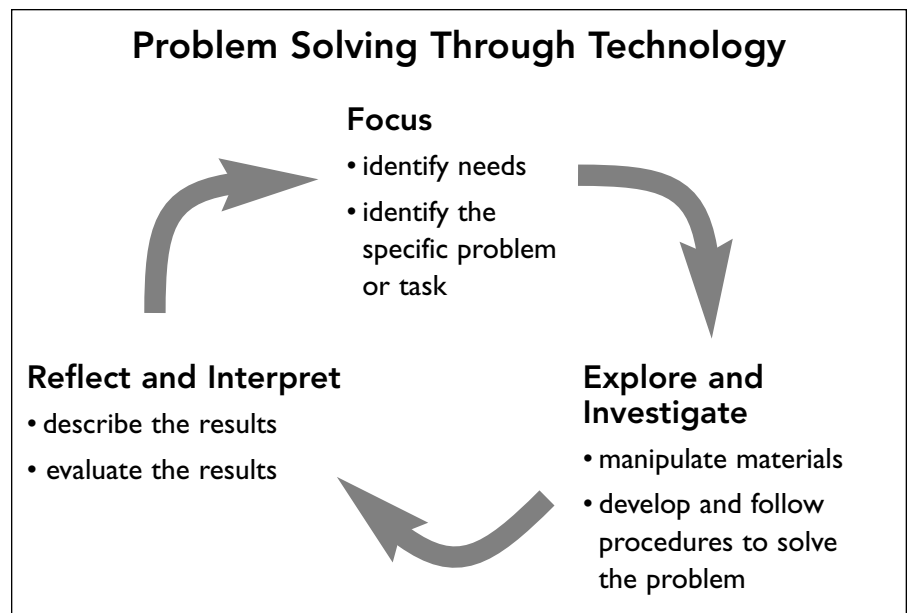 Problem Solving Through Technology
Focus
• identify needs
• identify the
specific problem
or task
Explore and
Investigate
• manipulate materials
• develop and follow
procedures to solve
the problem
Reflect and Interpret
• describe the results
• evaluate the results